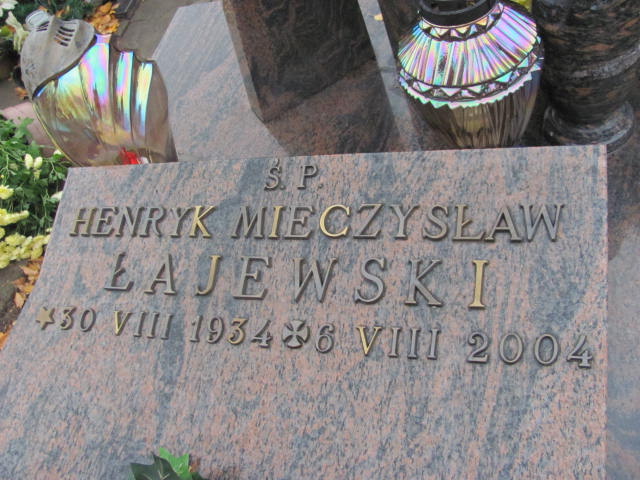 Ś. P.
HENRYK MIECZYSŁAW
ŁAJEWSKI
*30 VIII 1934 ✠6 VIII 2004